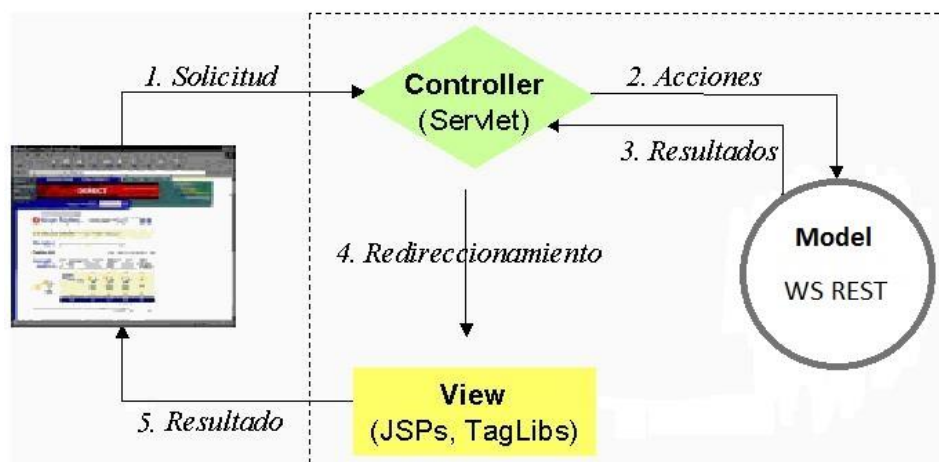 1. Solicitud
Controller
(Servlet)
2. Acciones
3. Resultados
4. Redireccionamiento
Model
WS REST
View
(JSPs, TagLibs)
5. Resultado